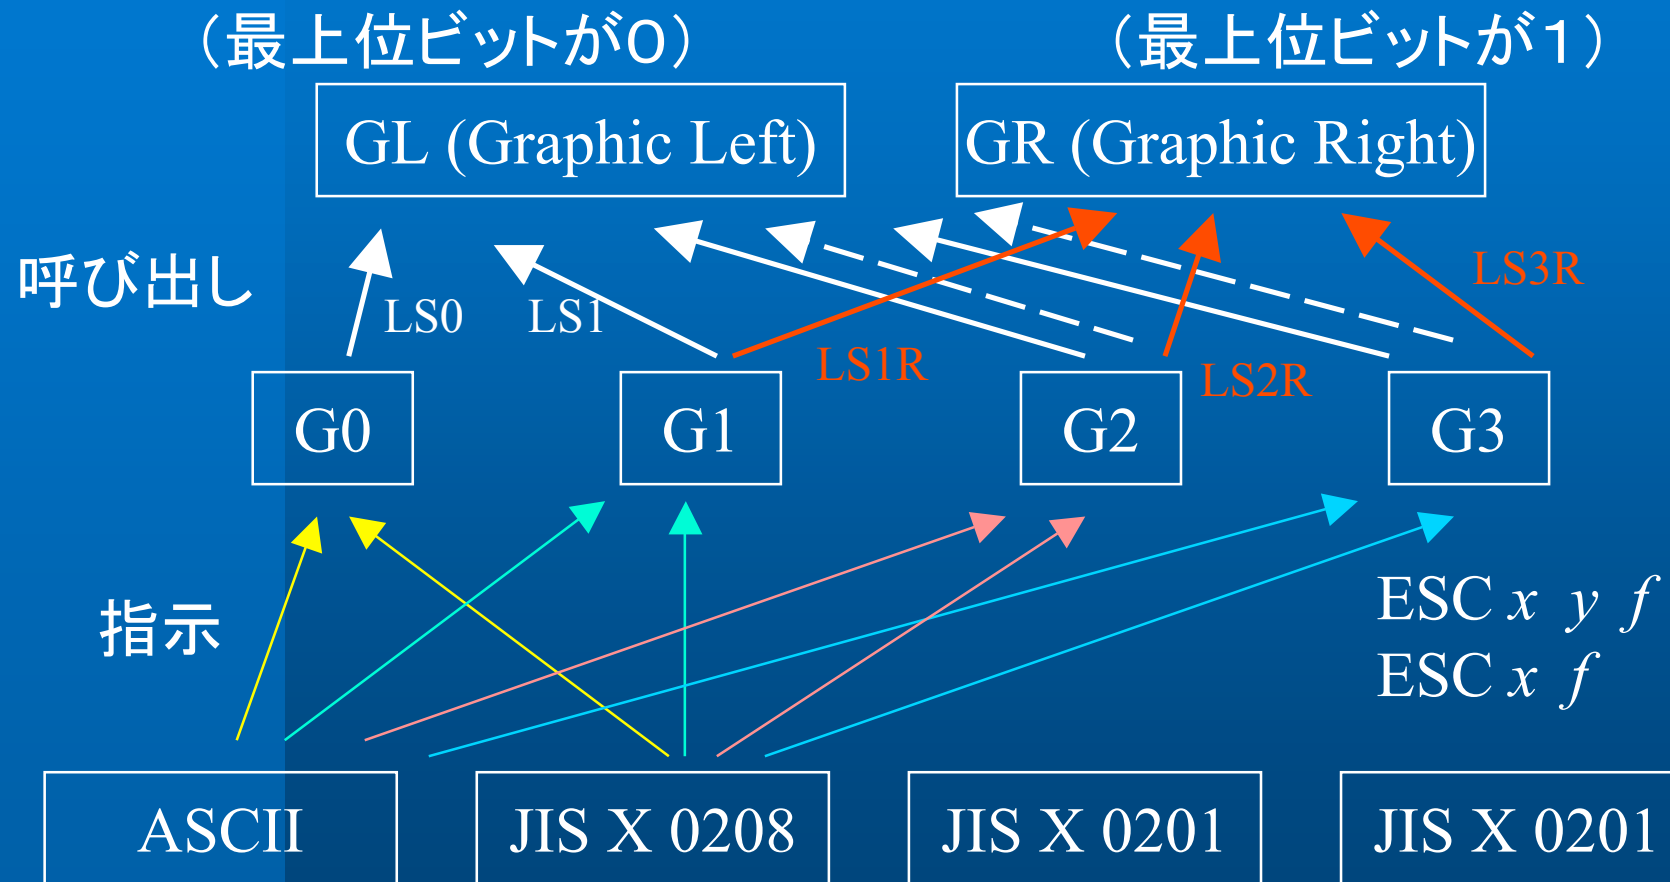 （最上位ビットが０） （最上位ビットが１）
GL (Graphic Left) GR (Graphic Right)
呼び出し
LS3R
LS0 LS1
LS1R LS2R
G0 G1 G2 G3
指示
ESC x y f
ESC x f
ASCII JIS X 0208 JIS X 0201 JIS X 0201